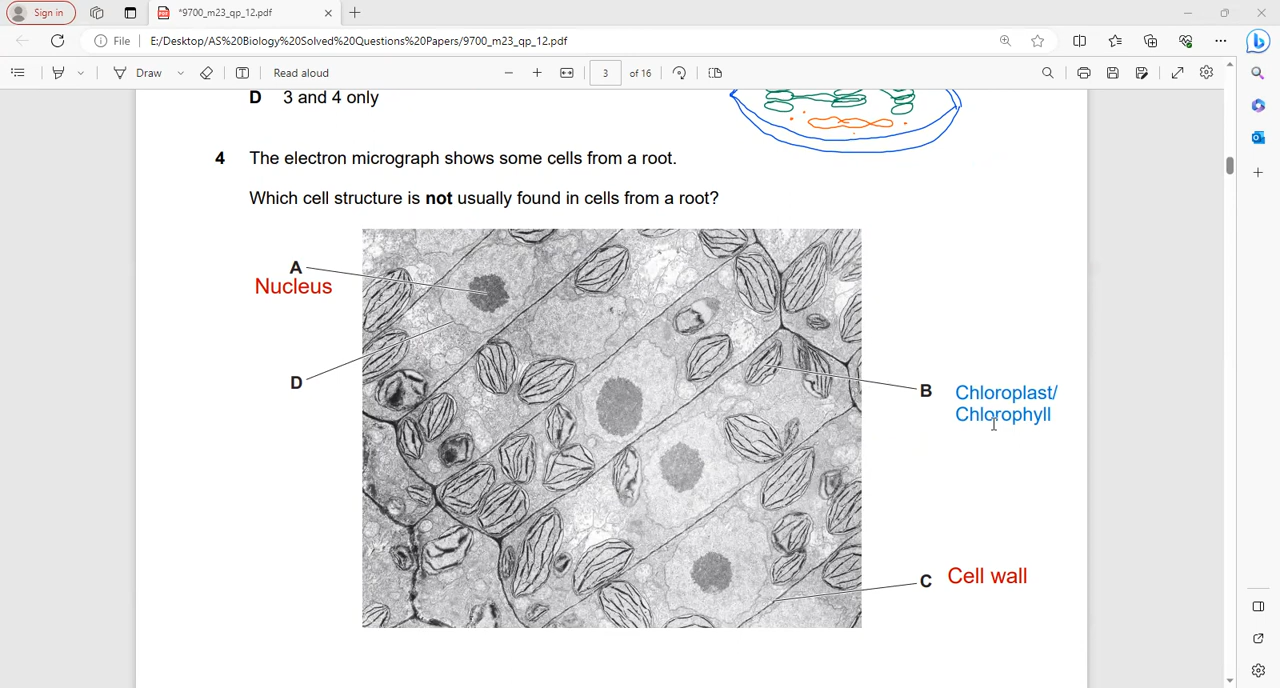 Sign in
*9700_m23_qp_12.pdf
File
E:/Desktop/AS%20Biology%20Solved%20Questions%20Papers/9700_m23_qp_12.pdf
Draw
Read aloud
3 of 16
D 3 and 4 only
4 The electron micrograph shows some cells from a root.
Which cell structure is not usually found in cells from a root?
A
Nucleus
D
B Chloroplast/
Chlorophyll
C Cell wall